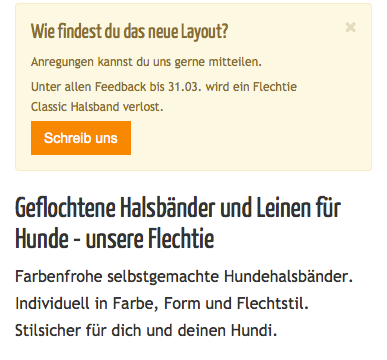 Wie findest du das neue Layout?
Anregungen kannst du uns gerne mitteilen.
Unter allen Feedback bis 31.03. wird ein Flechtie
Classic Halsband verlost.
Schreib uns
Geflochtene Halsbänder und Leinen für
Hunde - unsere Flechtie
Farbenfrohe selbstgemachte Hundehalsbänder.
Individuell in Farbe, Form und Flechtstil.
Stilsicher für dich und deinen Hundi.